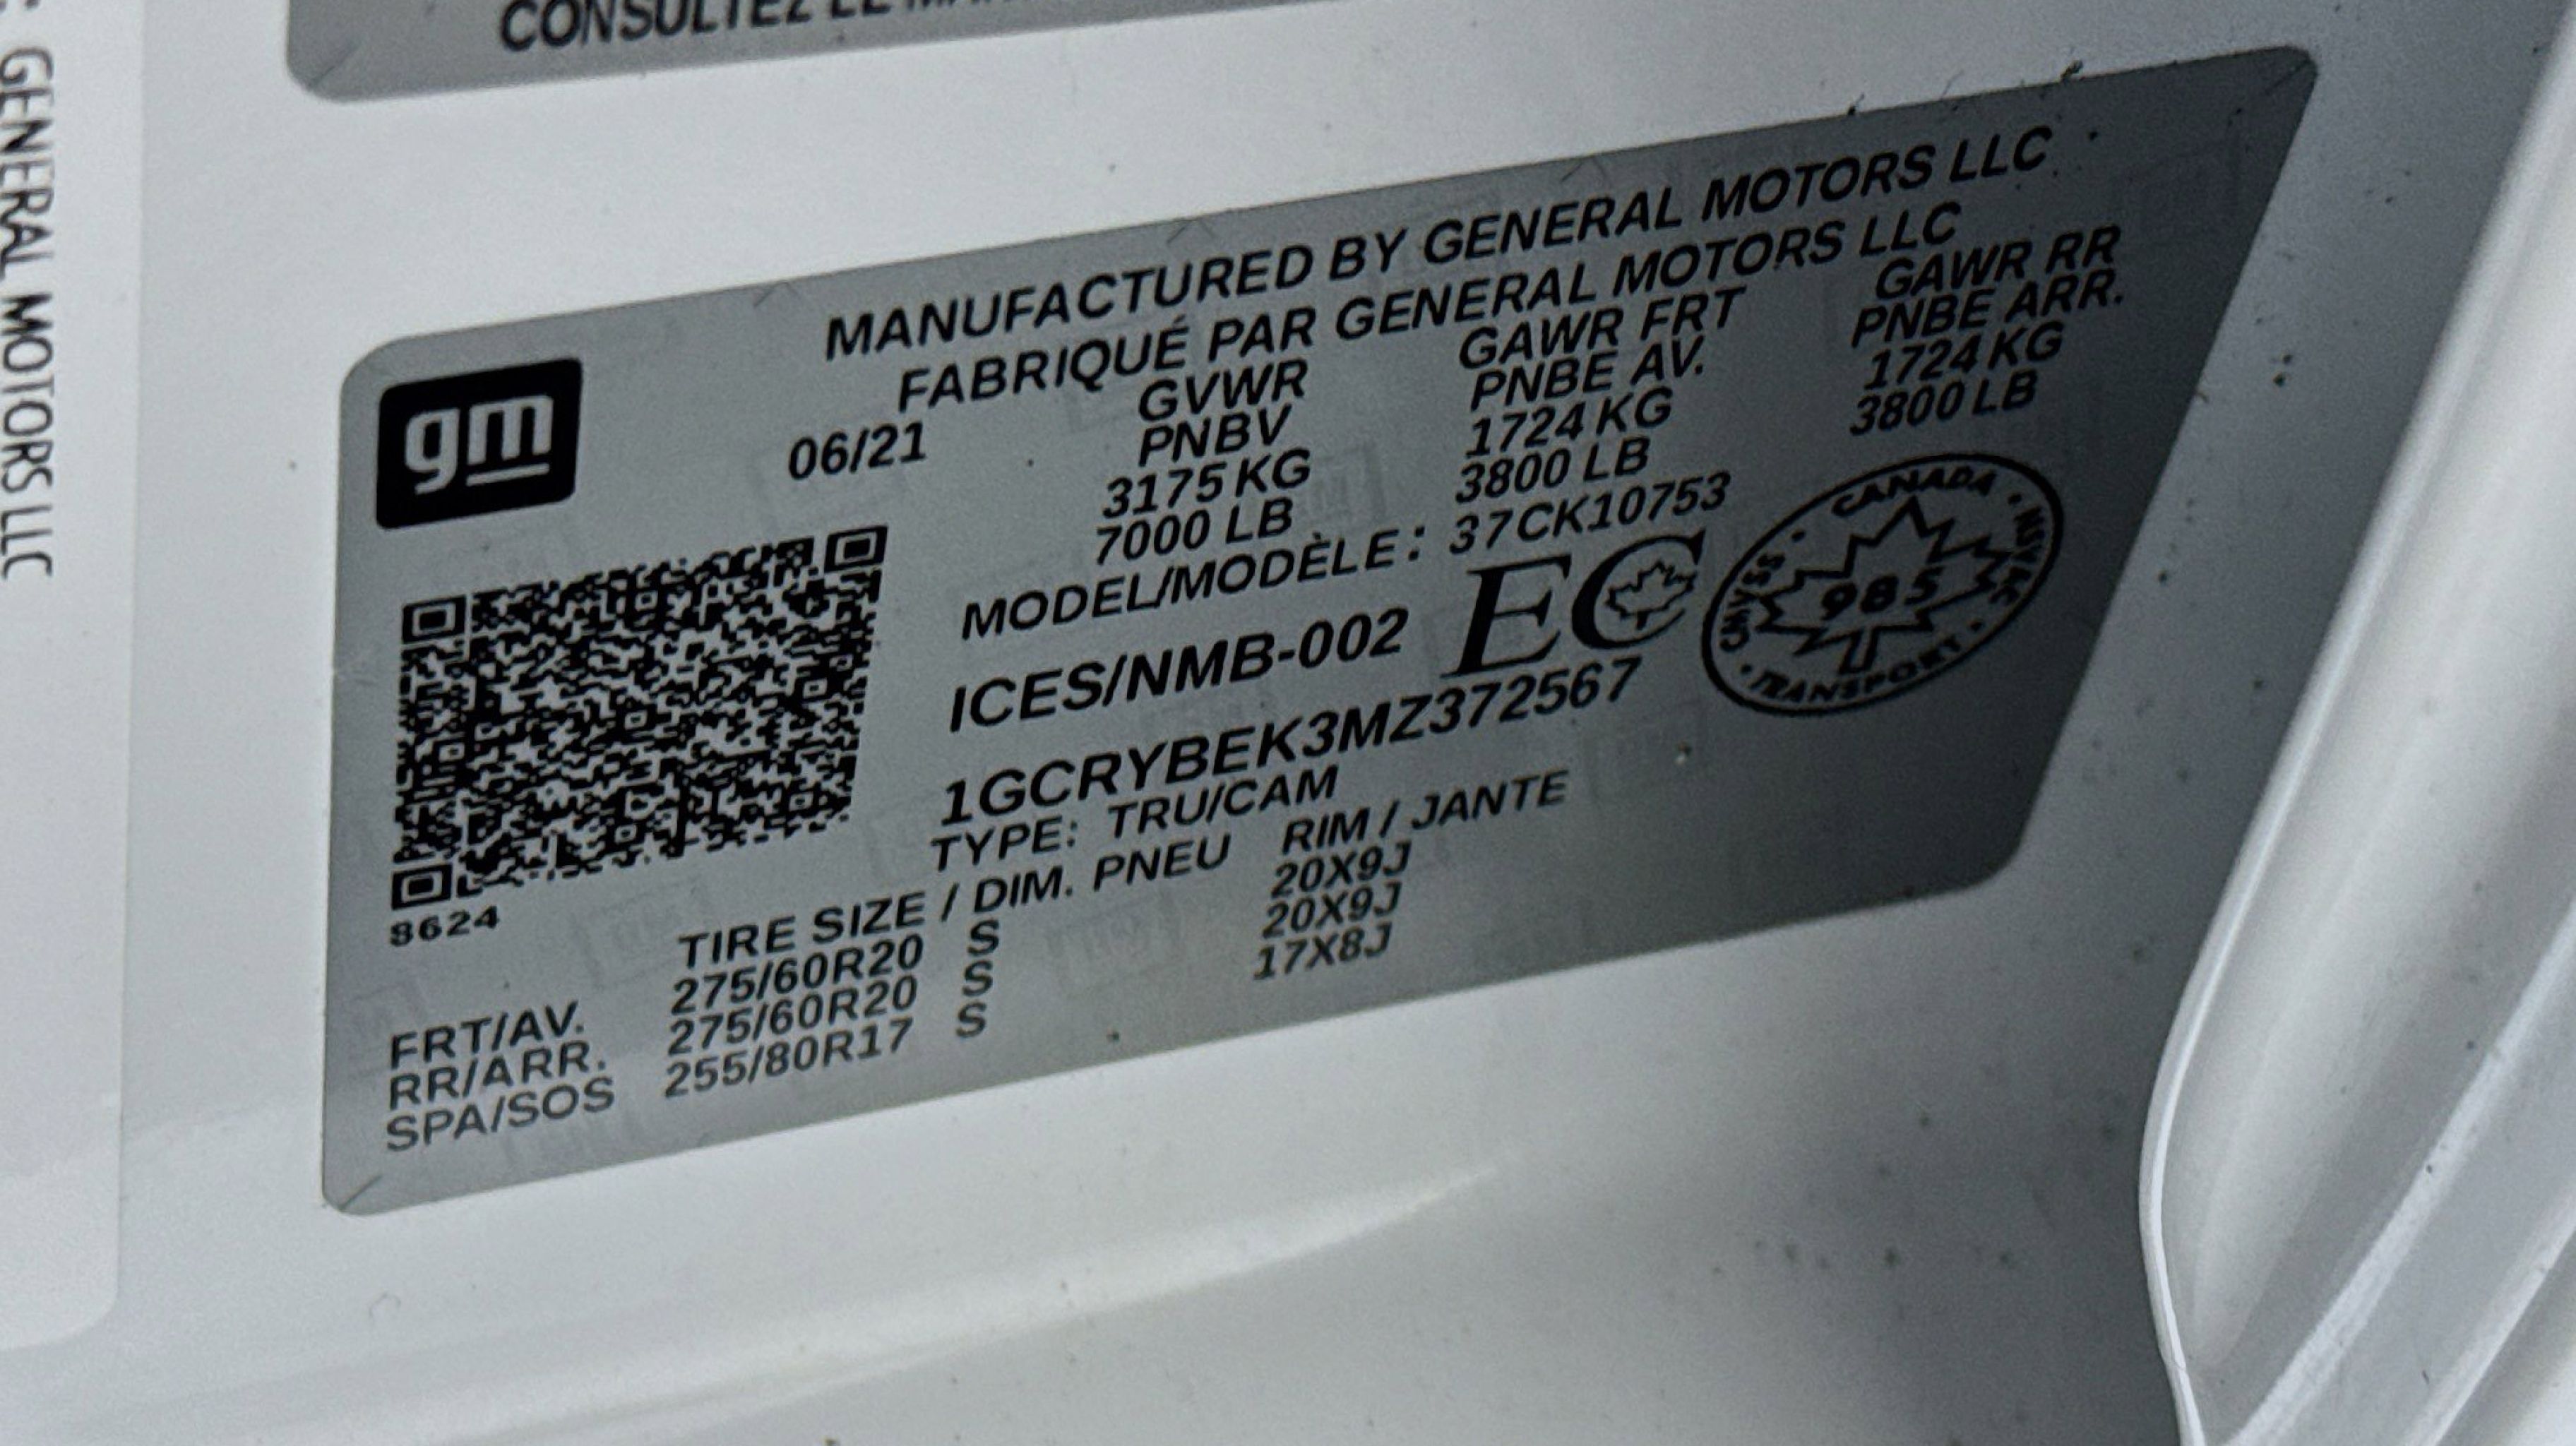 CONSULTEZ LE
GENERAL MOTORS LLC
MANUFACTURED BY GENERAL MOTORS LLC
FABRIQUÉ PAR GENERAL MOTORS LLC
gm
06/21
GVWR GAWR FRT GAWR RR
PNBV PNBE AV. PNBE ARR.
3175 KG 1724 KG 1724 KG
7000 LB 3800 LB 3800 LB
MODEL/MODÈLE: 37CK10753
ICES/NMB-002 EC
CANADA · NSVAC · TRANSPORT · CMVSS ·
985
1GCRYBEK3MZ372567
TYPE: TRU/CAM
8624
TIRE SIZE / DIM. PNEU RIM / JANTE
FRT/AV. 275/60R20 S 20X9J
RR/ARR. 275/60R20 S 20X9J
SPA/SOS 255/80R17 S 17X8J